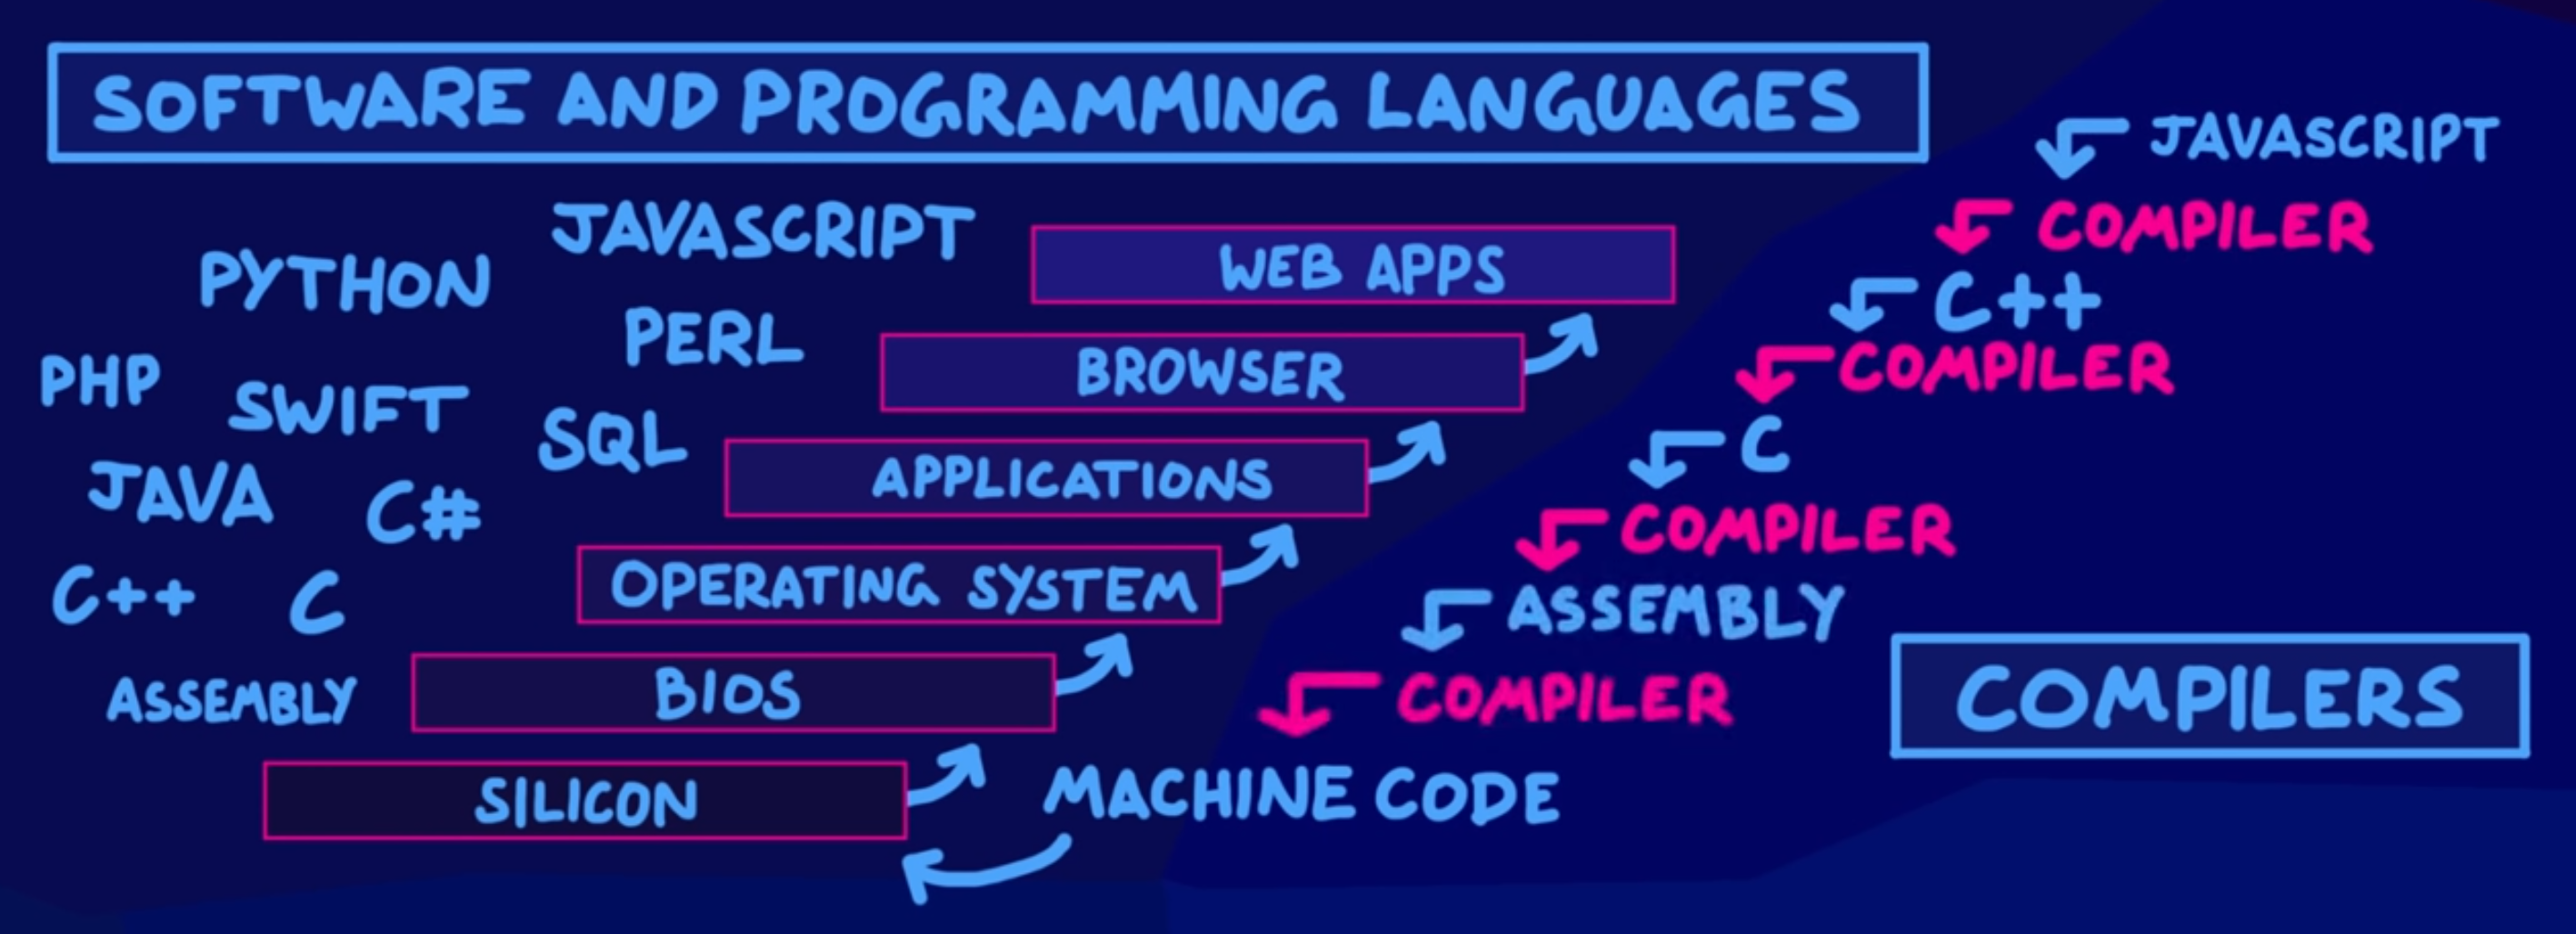 SOFTWARE AND PROGRAMMING LANGUAGES
JAVASCRIPT
PYTHON
PERL
PHP
SWIFT
SQL
JAVA
C#
C++
C
ASSEMBLY
WEB APPS
BROWSER
APPLICATIONS
OPERATING SYSTEM
BIOS
SILICON
JAVASCRIPT
COMPILER
C++
COMPILER
C
COMPILER
ASSEMBLY
COMPILER
MACHINE CODE
COMPILERS